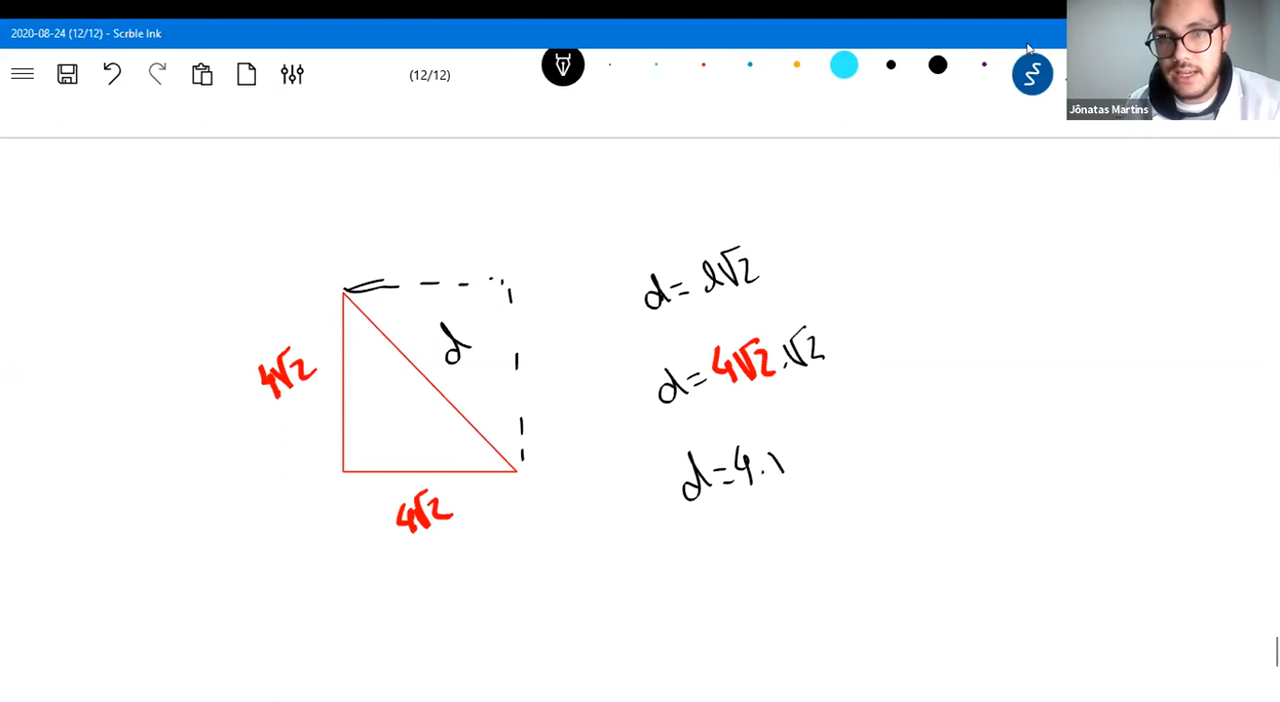 2020-08-24 (12/12) - Scrble Ink
(12/12)
Jônatas Martins
d = l√2
d
4√2
d = 4√2 . √2
d = 4 .
4√2